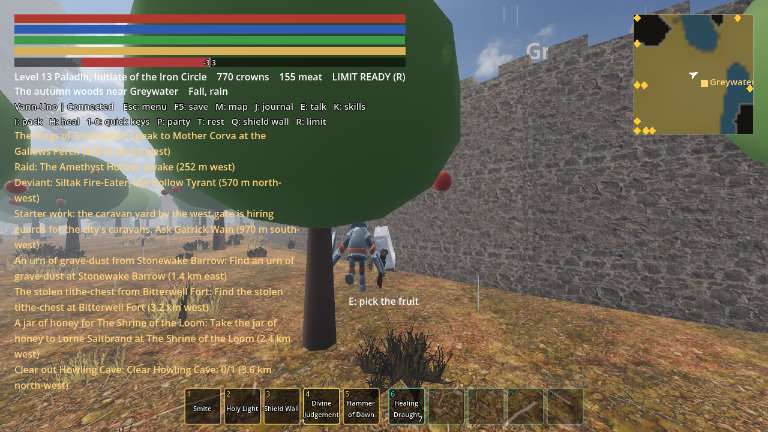 -3 3
Level 13 Paladin, Initiate of the Iron Circle 770 crowns 155 meat LIMIT READY (R)
The autumn woods near Greywater Fall, rain
Connected Esc: menu F5: save M: map J: journal E: talk K: skills
I: pack H: heal 1-0: quick keys P: party T: rest Q: shield wall R: limit
Gr
Greywater
The to Mother Corva at the
Gallows west)
Raid: The Amethyst (252 m west)
Deviant: Siltak Fire-Eater, Hollow Tyrant (570 m north-
west)
Starter work: the caravan yard by the west gate is hiring
guards for the city's caravans. Ask Garrick Wain (970 m south-
west)
An urn of grave-dust from Stonewake Barrow: Find an urn of
grave-dust at Stonewake Barrow (1.4 km east)
The stolen tithe-chest at Bitterwell Fort: Find the stolen
tithe-chest at Bitterwell Fort (3.2 km west)
A jar of honey for The Shrine of the Loom: Take the jar of
honey to Lorne Saltbrand at The Shrine of the Loom (2.4 km
west)
Clear out Howling Cave: Clear Howling Cave: 0/1 (3.6 km
north-west)
E: pick the fruit
1 Smite
2 Holy Light
3 Shield Wall
4 Divine Judgement
5 Hammer of Dawn
6 Healing Draught 7